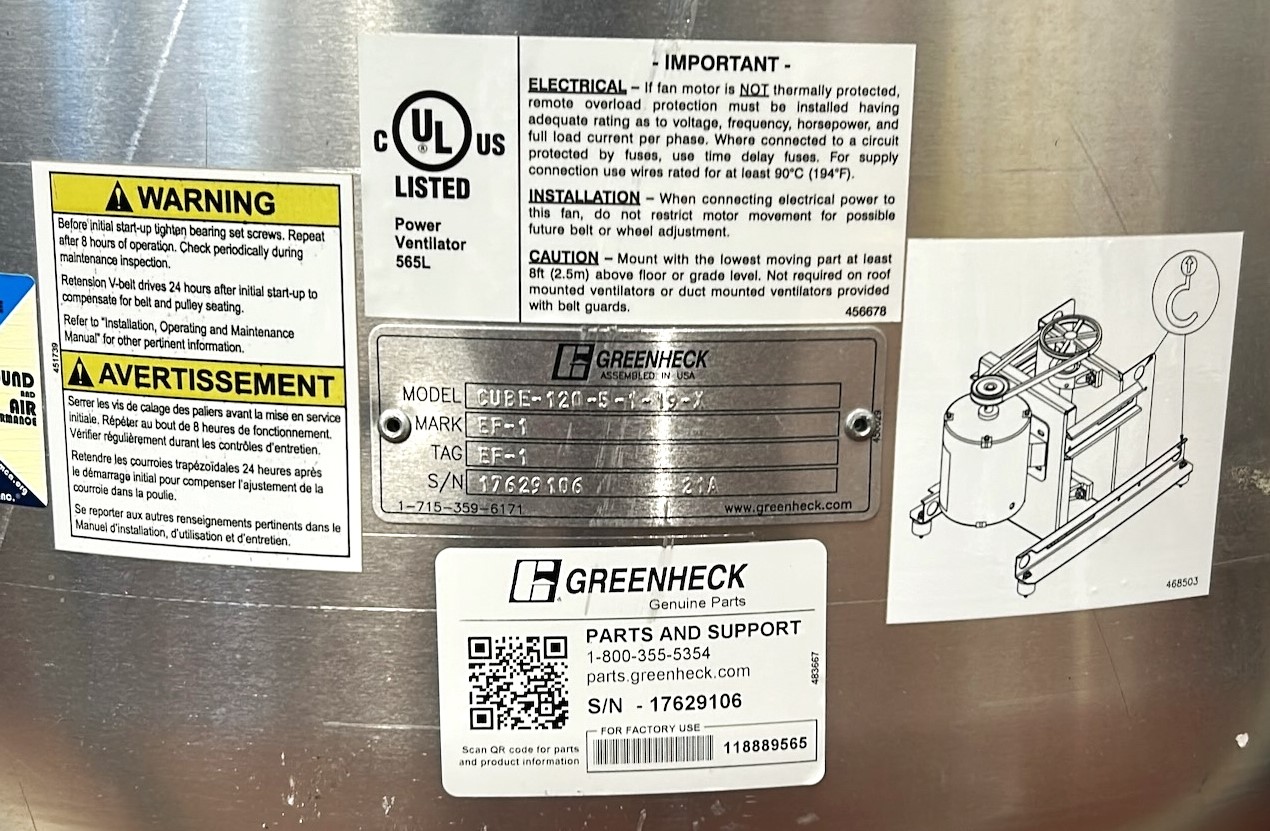 WARNING
Before initial start-up tighten bearing set screws. Repeat
after 8 hours of operation. Check periodically during
maintenance inspection.
Retension V-belt drives 24 hours after initial start-up to
compensate for belt and pulley seating.
Refer to "Installation, Operating and Maintenance
Manual" for other pertinent information.
451739
AVERTISSEMENT
Serrer les vis de calage des paliers avant la mise en service
initiale. Répéter au bout de 8 heures de fonctionnement.
Vérifier régulièrement durant les contrôles d'entretien.
Retendre les courroies trapézoïdales 24 heures après
le démarrage initial pour compenser l'ajustement de la
courroie dans la poulie.
Se reporter aux autres renseignements pertinents dans le
Manuel d'installation, d'utilisation et d'entretien.
AND
AIR
C UL US
®
LISTED
Power
Ventilator
565L
- IMPORTANT -
ELECTRICAL – If fan motor is NOT thermally protected,
remote overload protection must be installed having
adequate rating as to voltage, frequency, horsepower, and
full load current per phase. Where connected to a circuit
protected by fuses, use time delay fuses. For supply
connection use wires rated for at least 90°C (194°F).
INSTALLATION – When connecting electrical power to
this fan, do not restrict motor movement for possible
future belt or wheel adjustment.
CAUTION – Mount with the lowest moving part at least
8ft (2.5m) above floor or grade level. Not required on roof
mounted ventilators or duct mounted ventilators provided
with belt guards.
456678
GREENHECK
ASSEMBLED IN USA
MODEL CUBE-120-5-1-19-X
MARK EF-1
TAG EF-1
S/N 17629106 21A
1-715-359-6171 www.greenheck.com
468503
GREENHECK
Genuine Parts
PARTS AND SUPPORT
1-800-355-5354
parts.greenheck.com
S/N - 17629106
483667
Scan QR code for parts
and product information
FOR FACTORY USE
118889565